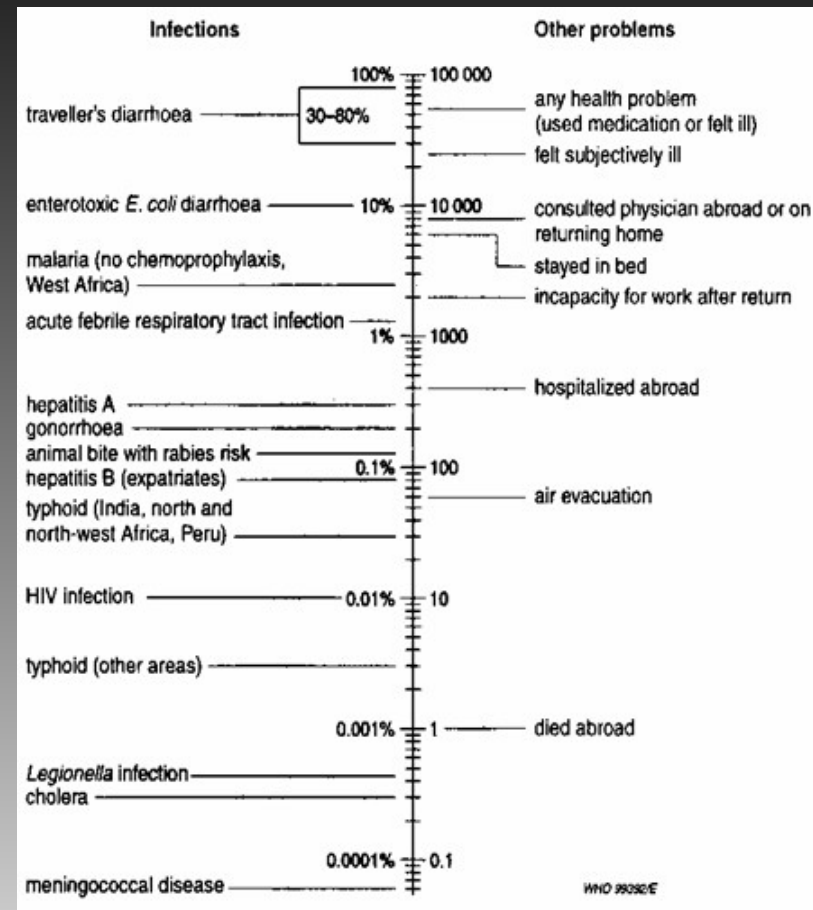 Infections
Other problems
100%
100 000
traveller's diarrhoea
30–80%
any health problem
(used medication or felt ill)
felt subjectively ill
enterotoxic E. coli diarrhoea
10%
10 000
consulted physician abroad or on
returning home
malaria (no chemoprophylaxis,
West Africa)
stayed in bed
incapacity for work after return
acute febrile respiratory tract infection
1%
1000
hospitalized abroad
hepatitis A
gonorrhoea
animal bite with rabies risk
0.1%
100
hepatitis B (expatriates)
air evacuation
typhoid (India, north and
north-west Africa, Peru)
HIV infection
0.01%
10
typhoid (other areas)
0.001%
1
died abroad
Legionella infection
cholera
0.0001%
0.1
meningococcal disease
WHO 99292/E